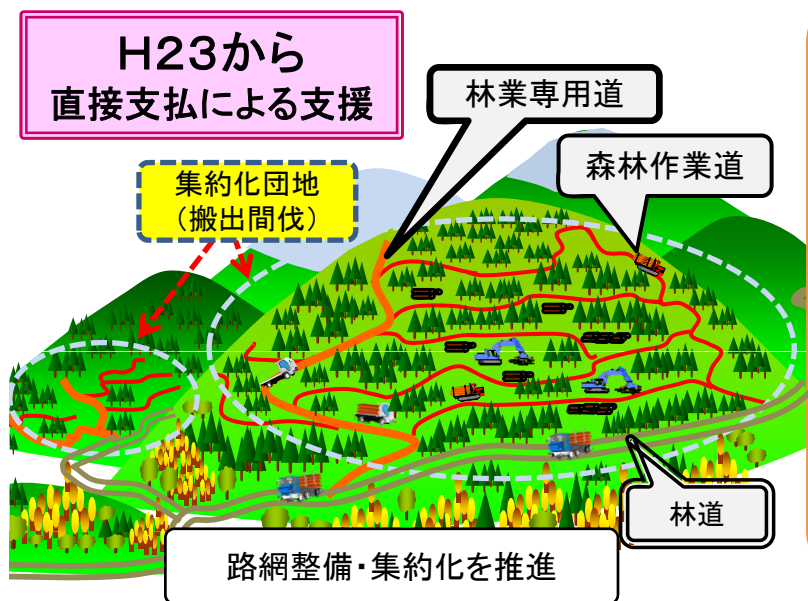 H23から
直接支払による支援
林業専用道
森林作業道
集約化団地
（搬出間伐）
林道
路網整備・集約化を推進